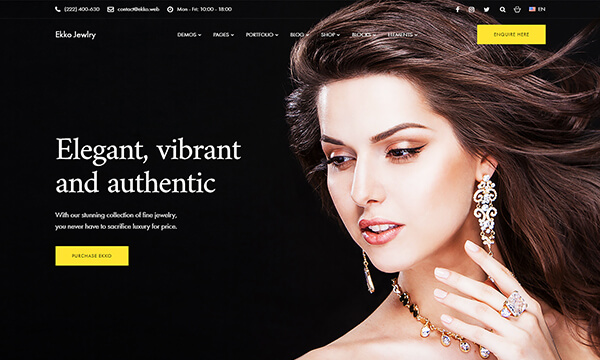 (222) 400-630 contact@ekko.web Mon - Fri: 10:00 - 18:00 EN
Ekko Jewlry DEMOS PAGES PORTFOLIO BLOG SHOP BLOCKS ELEMENTS ENQUIRE HERE
Elegant, vibrant
and authentic
With our stunning collection of fine jewelry,
you never have to sacrifice luxury for price.
PURCHASE EKKO